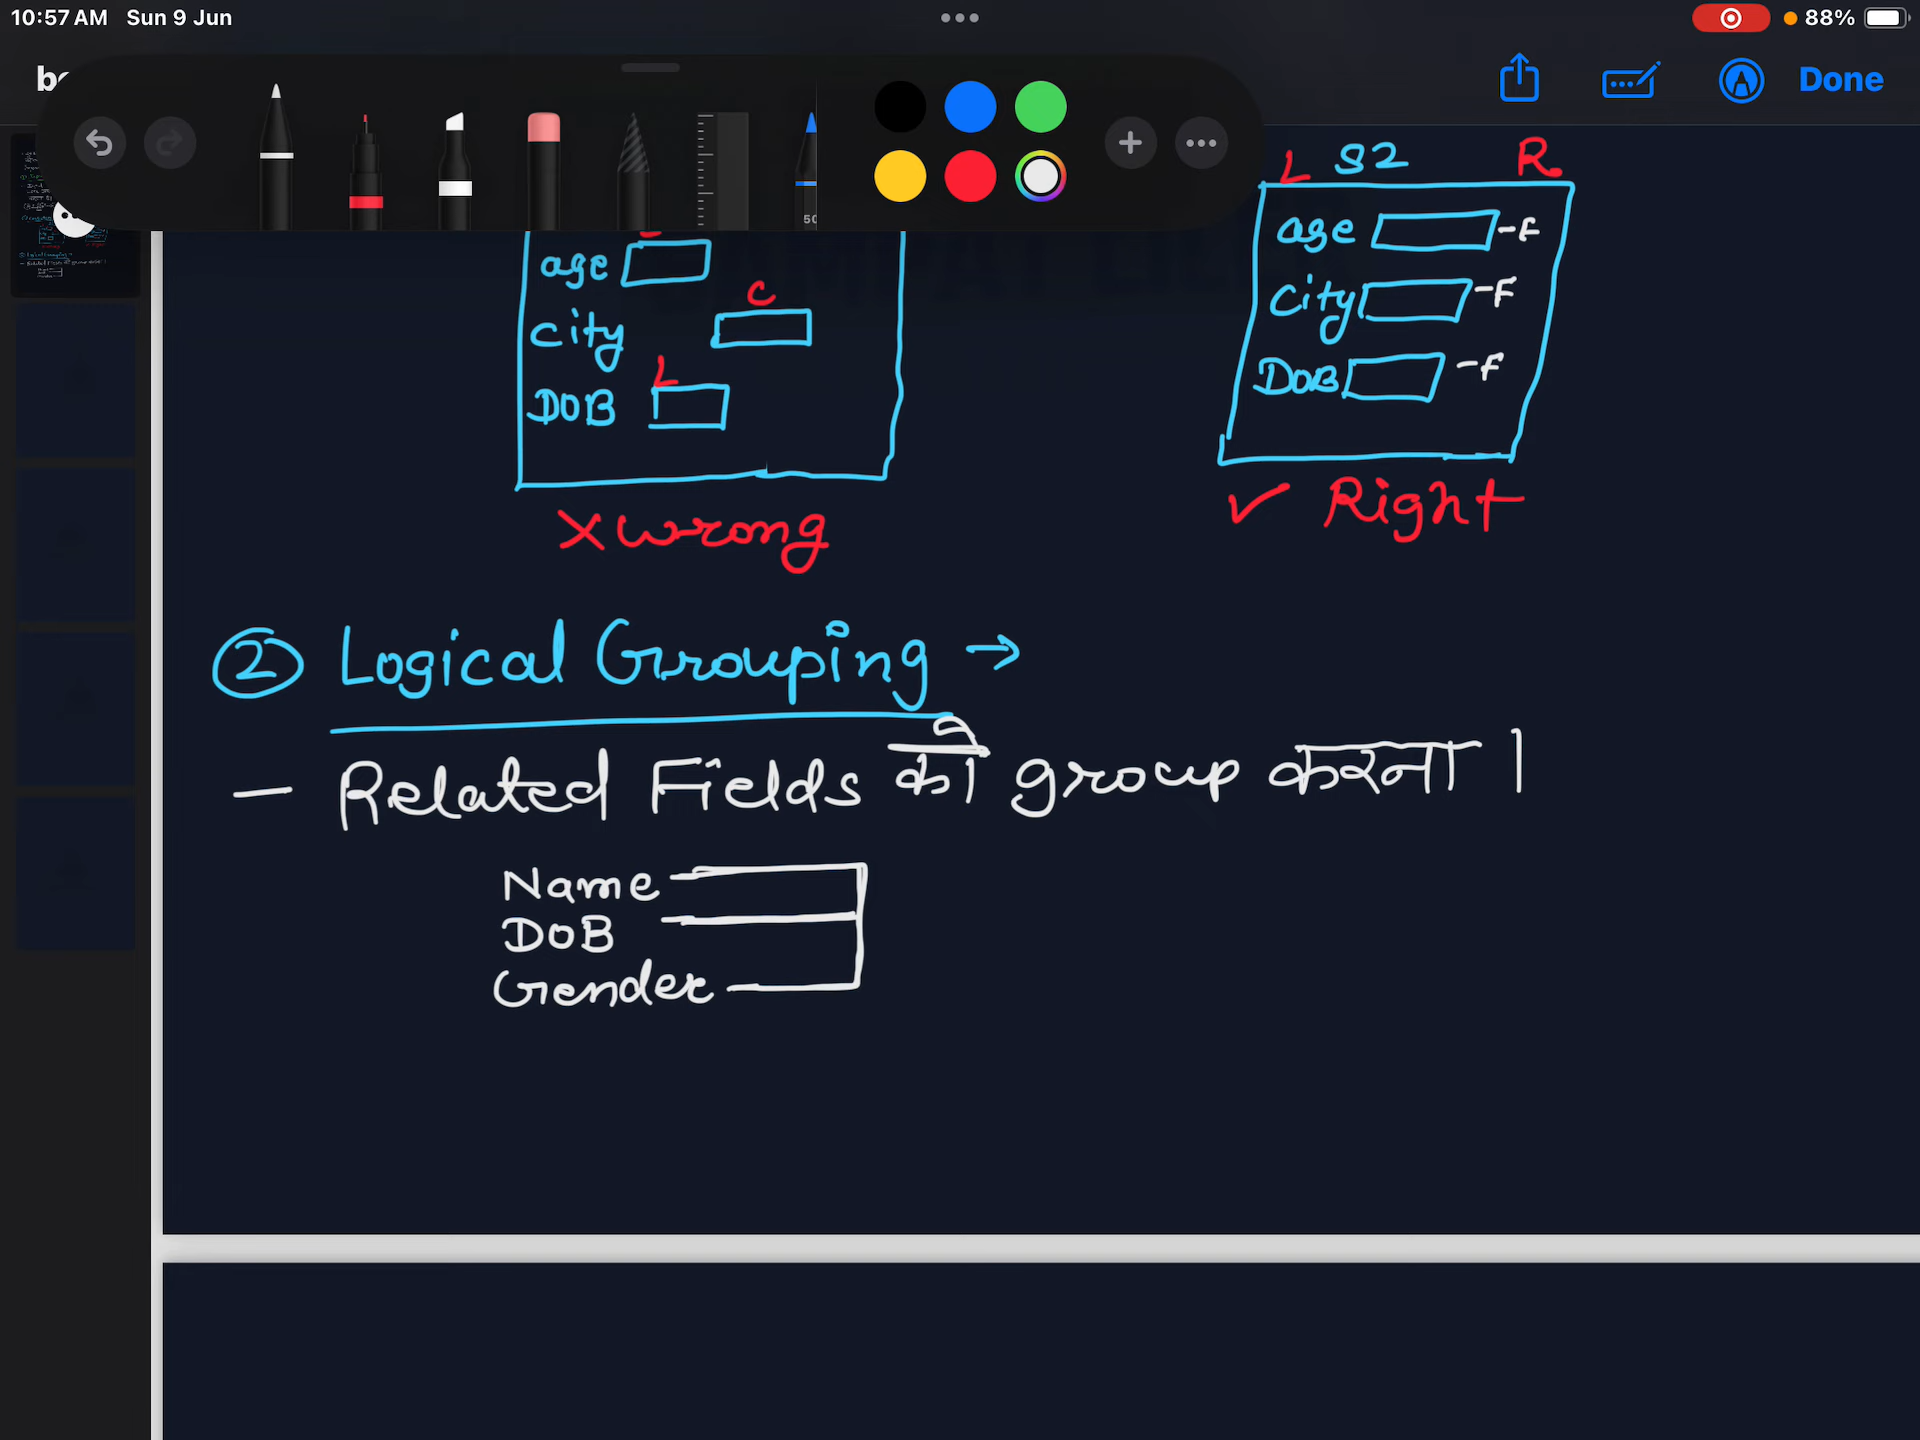 10:57 AM Sun 9 Jun
88%
Done
50
L S2 R
age
C
city
L
DOB
X wrong
age -F
City -F
DOB -F
✓ Right
② Logical Grouping →
- Related Fields को group करना।
Name
DOB
Gender